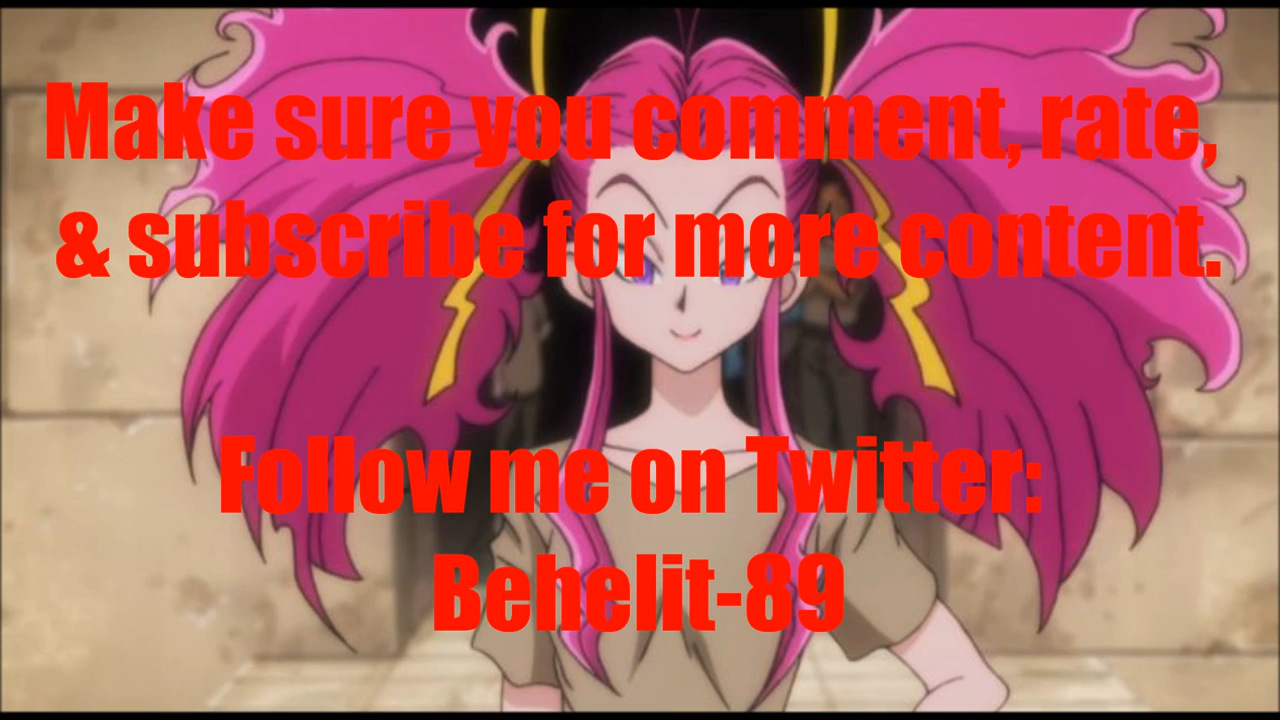 Make sure you comment, rate,
& subscribe for more content.
Follow me on Twitter:
Behelit-89